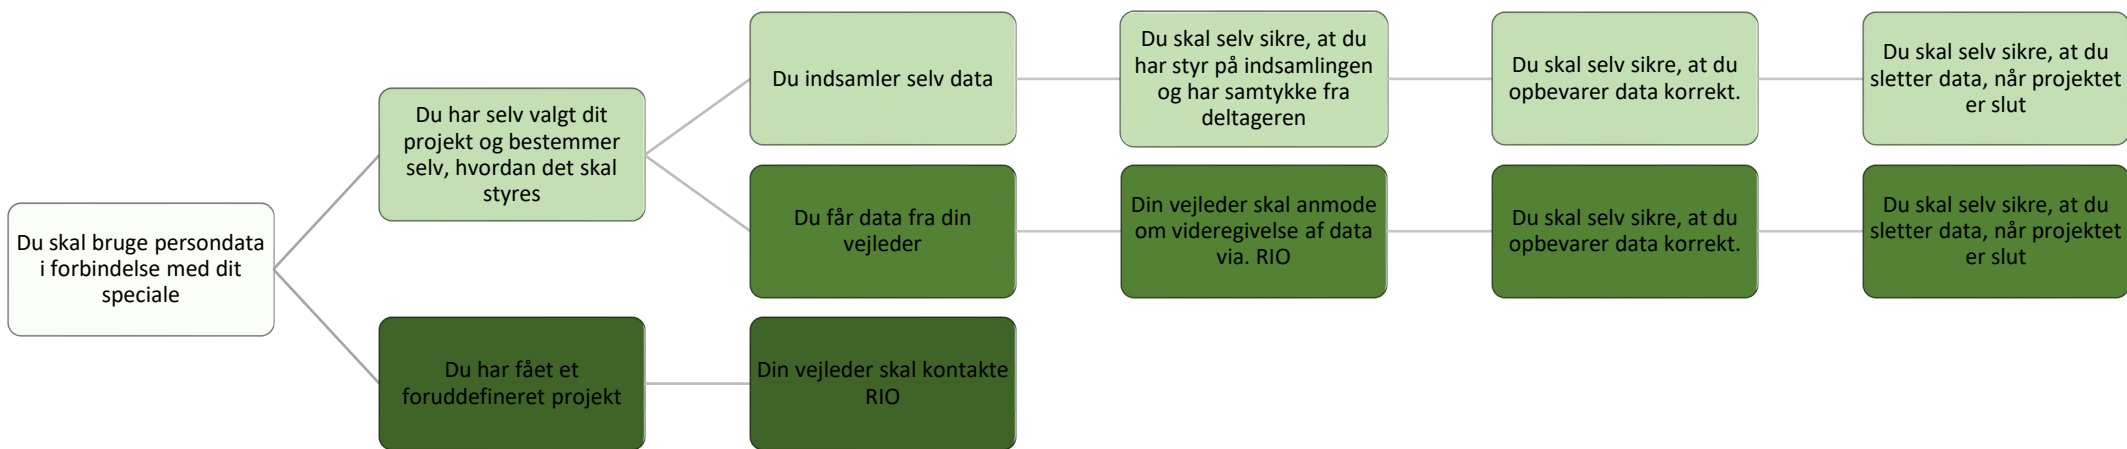 Du skal bruge persondata
i forbindelse med dit
speciale
Du har selv valgt dit
projekt og bestemmer
selv, hvordan det skal
styres
Du indsamler selv data
Du skal selv sikre, at du
har styr på indsamlingen
og har samtykke fra
deltageren
Du skal selv sikre, at du
opbevarer data korrekt.
Du skal selv sikre, at du
sletter data, når projektet
er slut
Du får data fra din
vejleder
Din vejleder skal anmode
om videregivelse af data
via. RIO
Du skal selv sikre, at du
opbevarer data korrekt.
Du skal selv sikre, at du
sletter data, når projektet
er slut
Du har fået et
foruddefineret projekt
Din vejleder skal kontakte
RIO